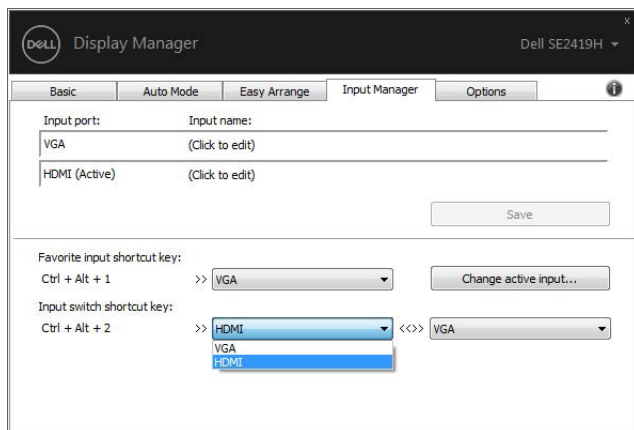 x
DELL Display Manager Dell SE2419H
Basic Auto Mode Easy Arrange Input Manager Options i
Input port: Input name:
VGA (Click to edit)
HDMI (Active) (Click to edit)
Save
Favorite input shortcut key:
Ctrl + Alt + 1 >> VGA Change active input...
Input switch shortcut key:
Ctrl + Alt + 2 >> HDMI <<>> VGA
VGA
HDMI